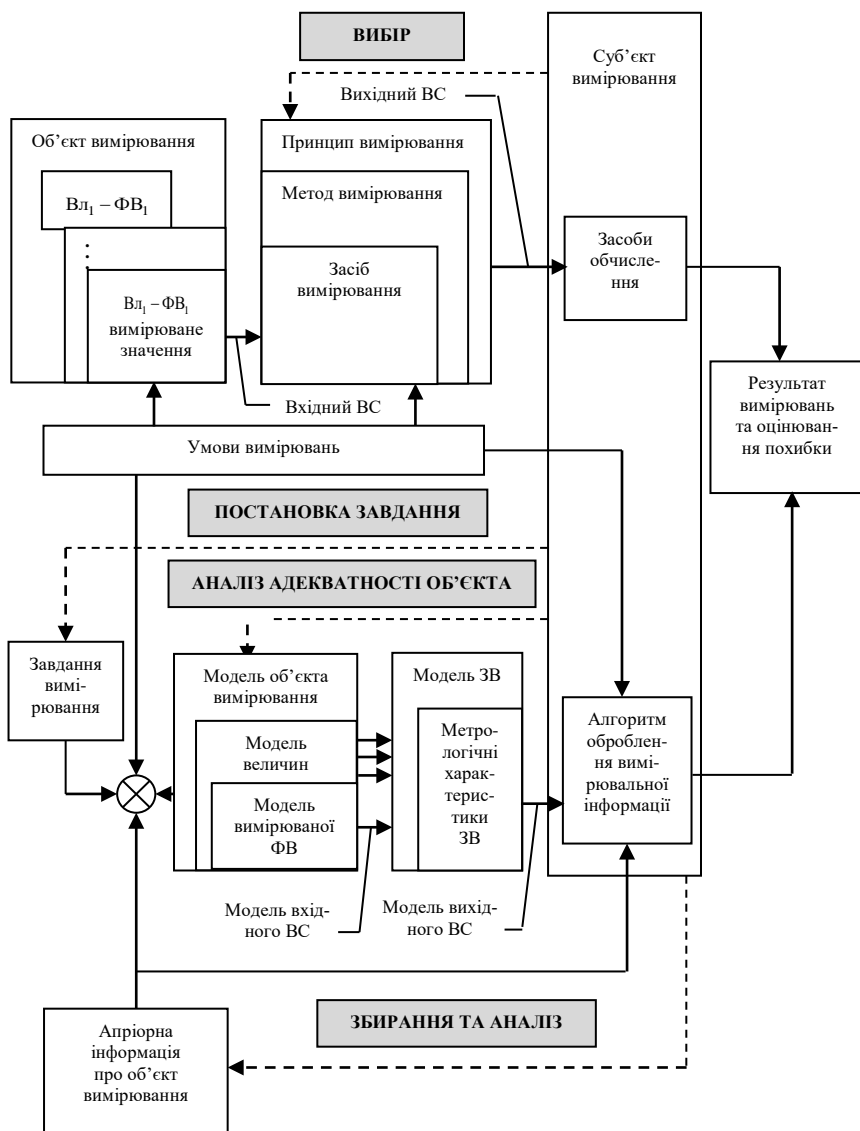 ВИБІР
Суб’єкт
вимірювання
Вихідний ВС
Об’єкт вимірювання
Принцип вимірювання
Вл₁ – ФВ₁
Метод вимірювання
Засіб
вимірювання
Засоби
обчисле-
ння
Вл₁ – ФВ₁
вимірюване
значення
Вхідний ВС
Результат
вимірювань
та оцінюван-
ня похибки
Умови вимірювань
ПОСТАНОВКА ЗАВДАННЯ
АНАЛІЗ АДЕКВАТНОСТІ ОБ’ЄКТА
Завдання
вимі-
рювання
Модель об’єкта
вимірювання
Модель ЗВ
Модель
величин
Метро-
логічні
харак-
терис-
тики
ЗВ
Алгоритм
оброблен-
ня вимі-
рювальної
інформації
Модель
вимірюваної
ФВ
Модель вхід-
ного ВС
Модель вихід-
ного ВС
ЗБИРАННЯ ТА АНАЛІЗ
Апріорна
інформація
про об’єкт
вимірювання